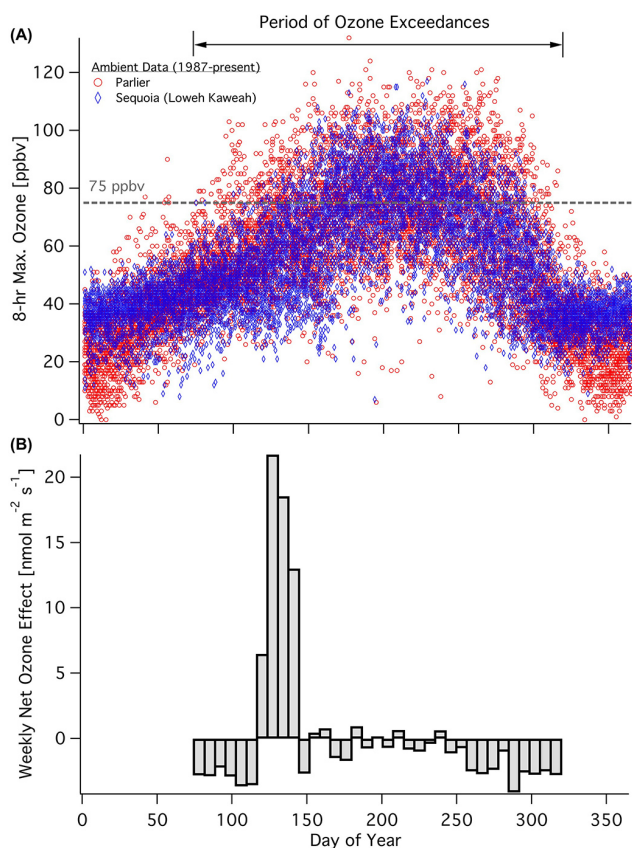 Period of Ozone Exceedances
(A)
Ambient Data (1987-present)
Parlier
Sequoia (Loweh Kaweah)
75 ppbv
8-hr Max. Ozone [ppbv]
120
100
80
60
40
20
0
(B)
Weekly Net Ozone Effect [nmol m⁻² s⁻¹]
20
15
10
5
0
0 50 100 150 200 250 300 350
Day of Year